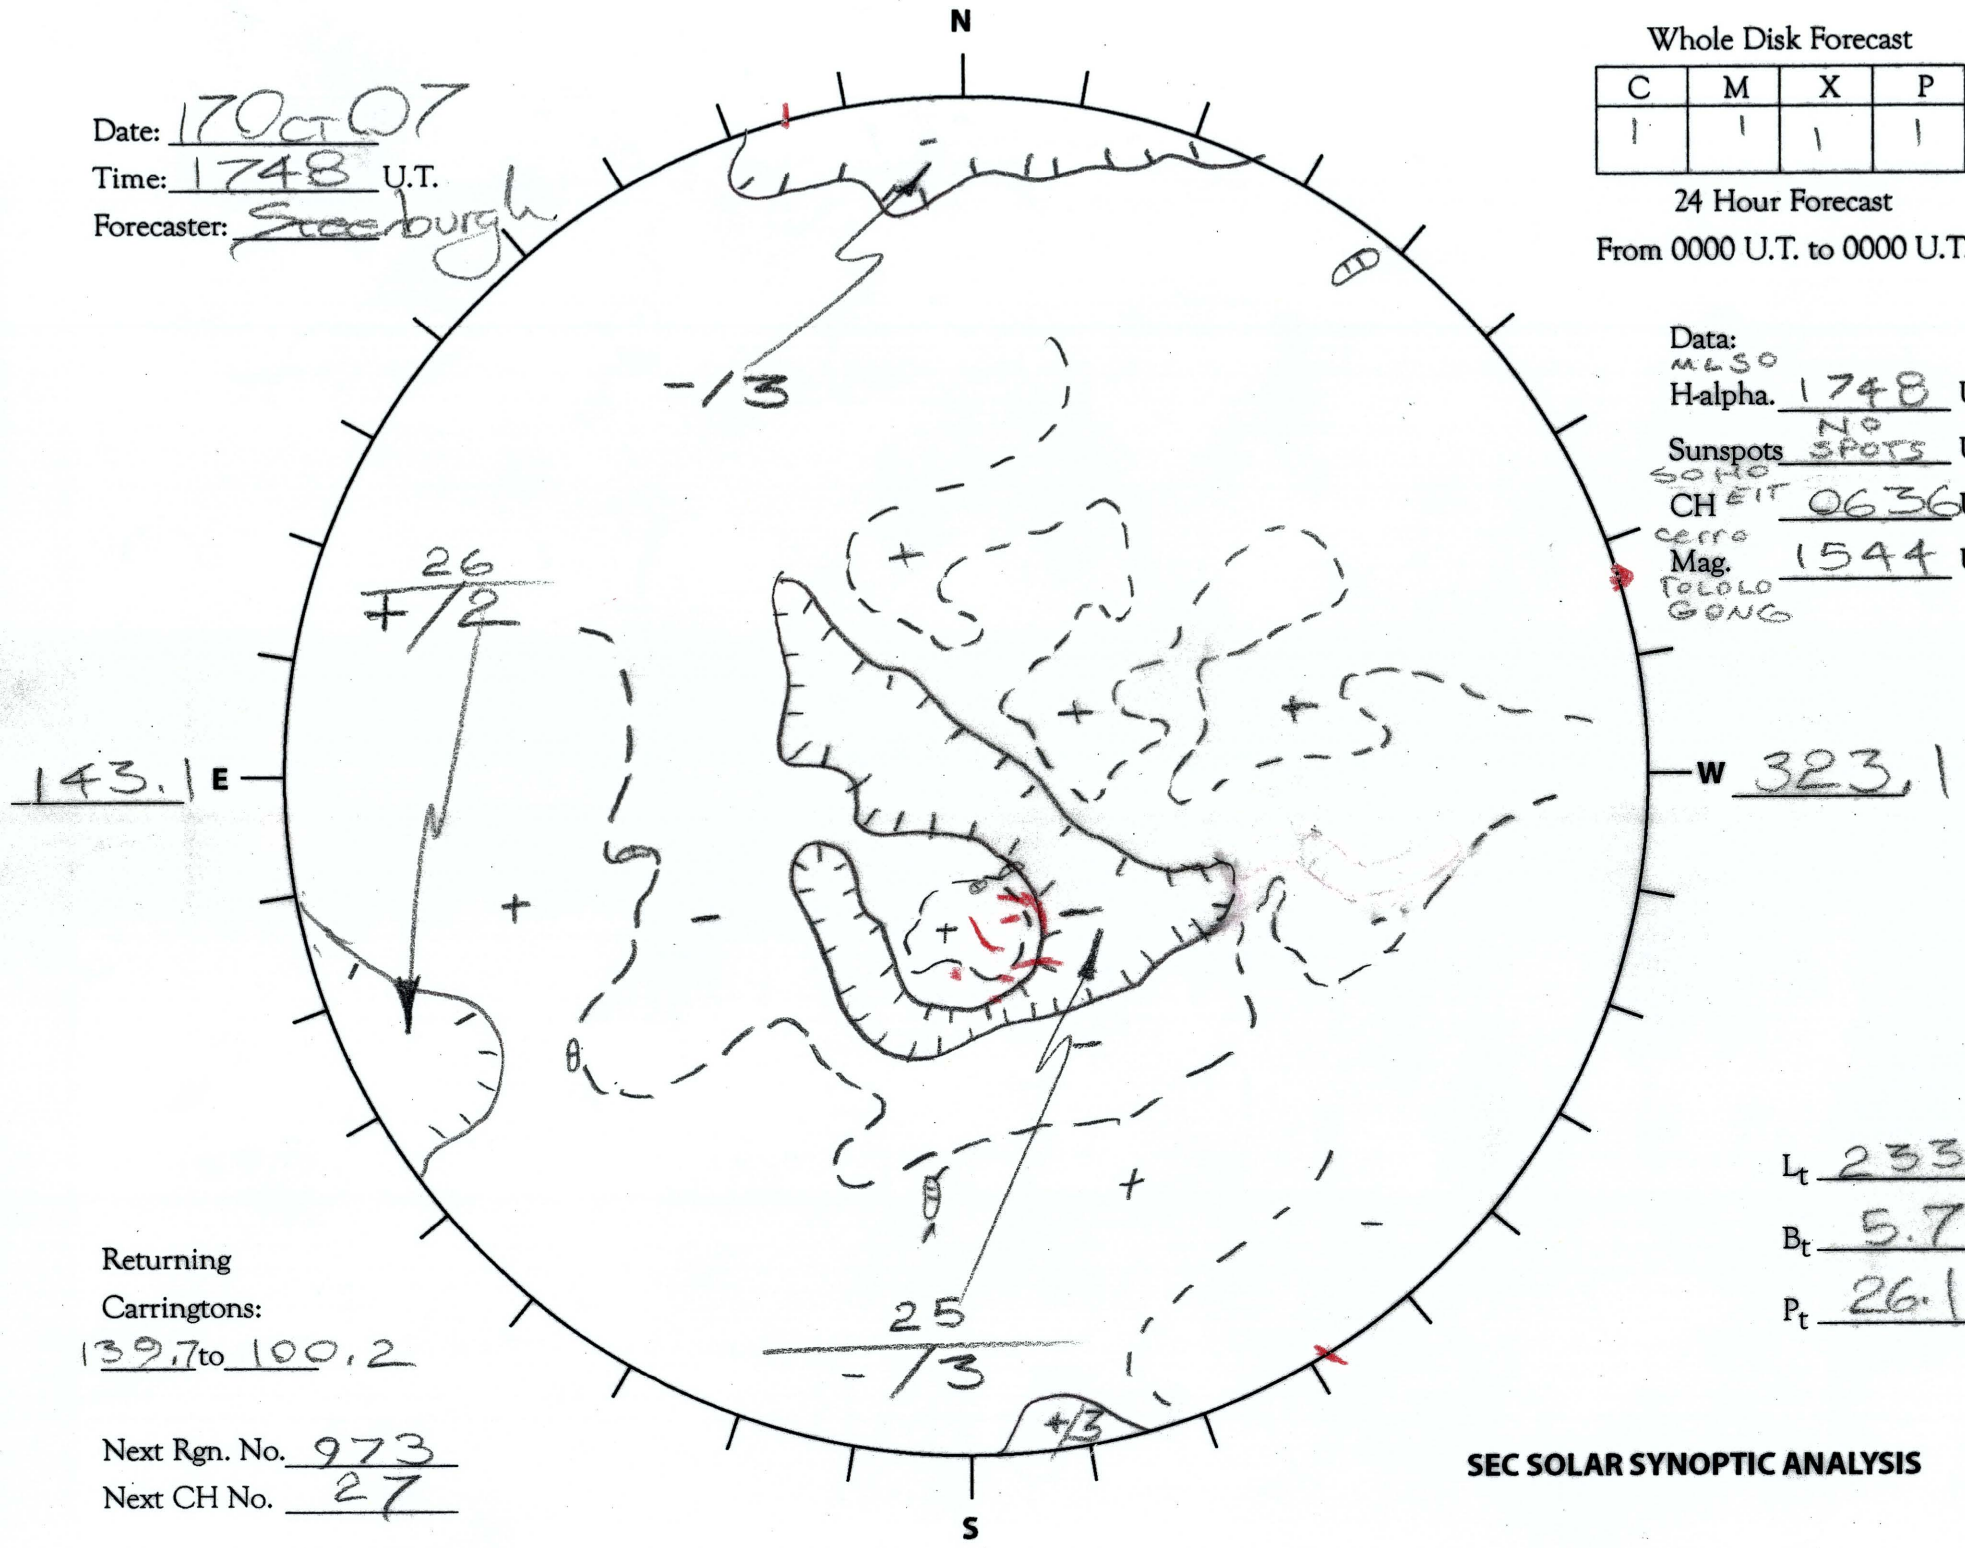 N
Whole Disk Forecast
C M X P
1 1 1 1
24 Hour Forecast
From 0000 U.T. to 0000 U.T.
Date: 17 OCT 07
Time: 1748 U.T.
Forecaster: Steenburgh
Data:
MLSO
H-alpha. 1748 U
NO
Sunspots SPOTS U
SOHO
CH EIT 0636 U
cerro
Mag. 1544 U
TOLOLO
GONG
-/3
26
+/2
+
+
+
143.1 E
W 323.1
+
-
+
-
-
+
-
25
-/3
+/3
Lt 233
Bt 5.7
Pt 26.1
Returning
Carringtons:
139.7 to 100.2
Next Rgn. No. 973
Next CH No. 27
SEC SOLAR SYNOPTIC ANALYSIS
S